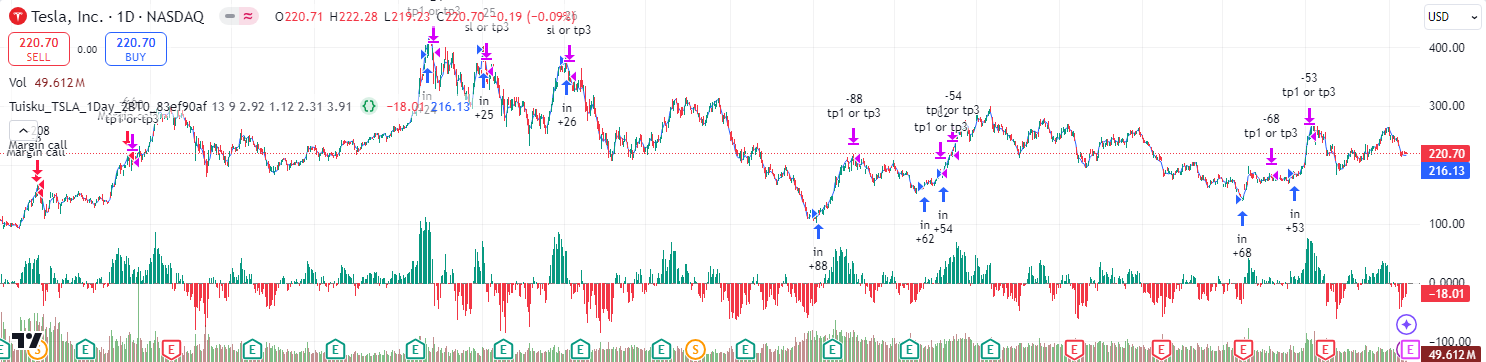 Tesla, Inc. · 1D · NASDAQ
O220.71 H222.28 L219.23 C220.70 −0.19 (−0.09%)
220.70
SELL
0.00
220.70
BUY
Vol 49.612M
Tuisku_TSLA_1Day_ZBT0_83ef90af 13 9 2.92 1.12 2.31 3.91 {} −18.01 216.13
Margin call
Margin call
tp1 or tp3
tp1 or tp3
in
-25
sl or tp3
in
+25
sl or tp3
in
+26
-88
tp1 or tp3
in
+88
tp1 or tp3
in
+62
-54
tp1 or tp3
in
+54
-68
tp1 or tp3
in
+68
-53
tp1 or tp3
in
+53
USD
400.00
300.00
220.70
216.13
100.00
0.0000
−18.01
−100.00
49.612M
E
E
E
E
E
E
E
E
S
E
E
E
E
E
E
E
E
E